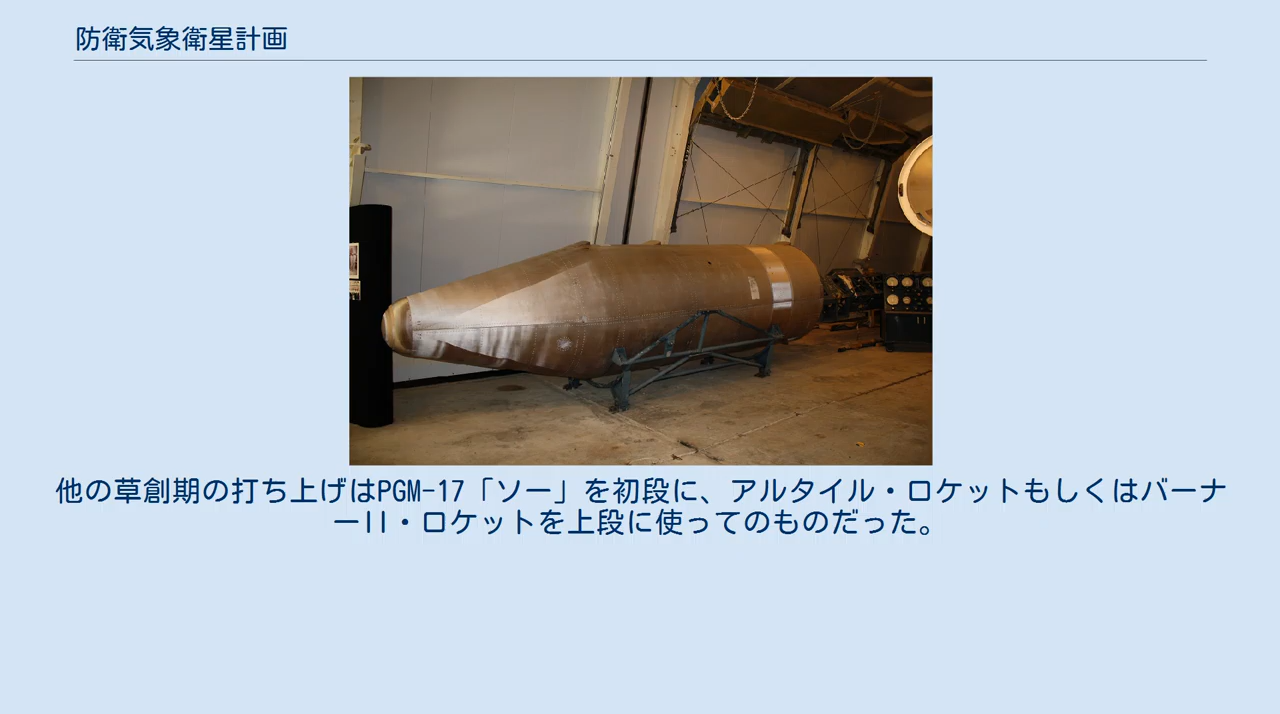 防衛気象衛星計画
他の草創期の打ち上げはPGM-17「ソー」を初段に、アルタイル・ロケットもしくはバーナ
ーII・ロケットを上段に使ってのものだった。